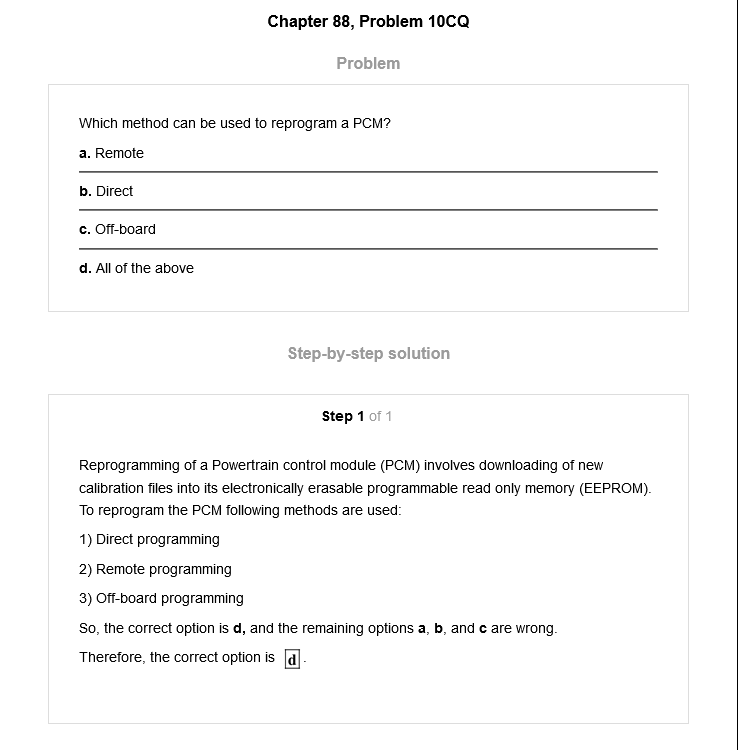 Chapter 88, Problem 10CQ
Problem
Which method can be used to reprogram a PCM?
a. Remote
b. Direct
c. Off-board
d. All of the above
Step-by-step solution
Step 1 of 1
Reprogramming of a Powertrain control module (PCM) involves downloading of new
calibration files into its electronically erasable programmable read only memory (EEPROM).
To reprogram the PCM following methods are used:
1) Direct programming
2) Remote programming
3) Off-board programming
So, the correct option is d, and the remaining options a, b, and c are wrong.
Therefore, the correct option is d.